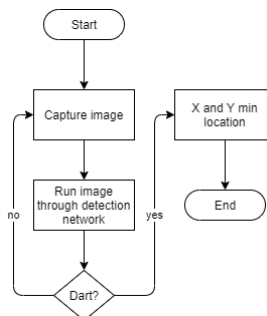 Start
Capture image
Run image
through detection
network
Dart?
no
yes
X and Y min
location
End